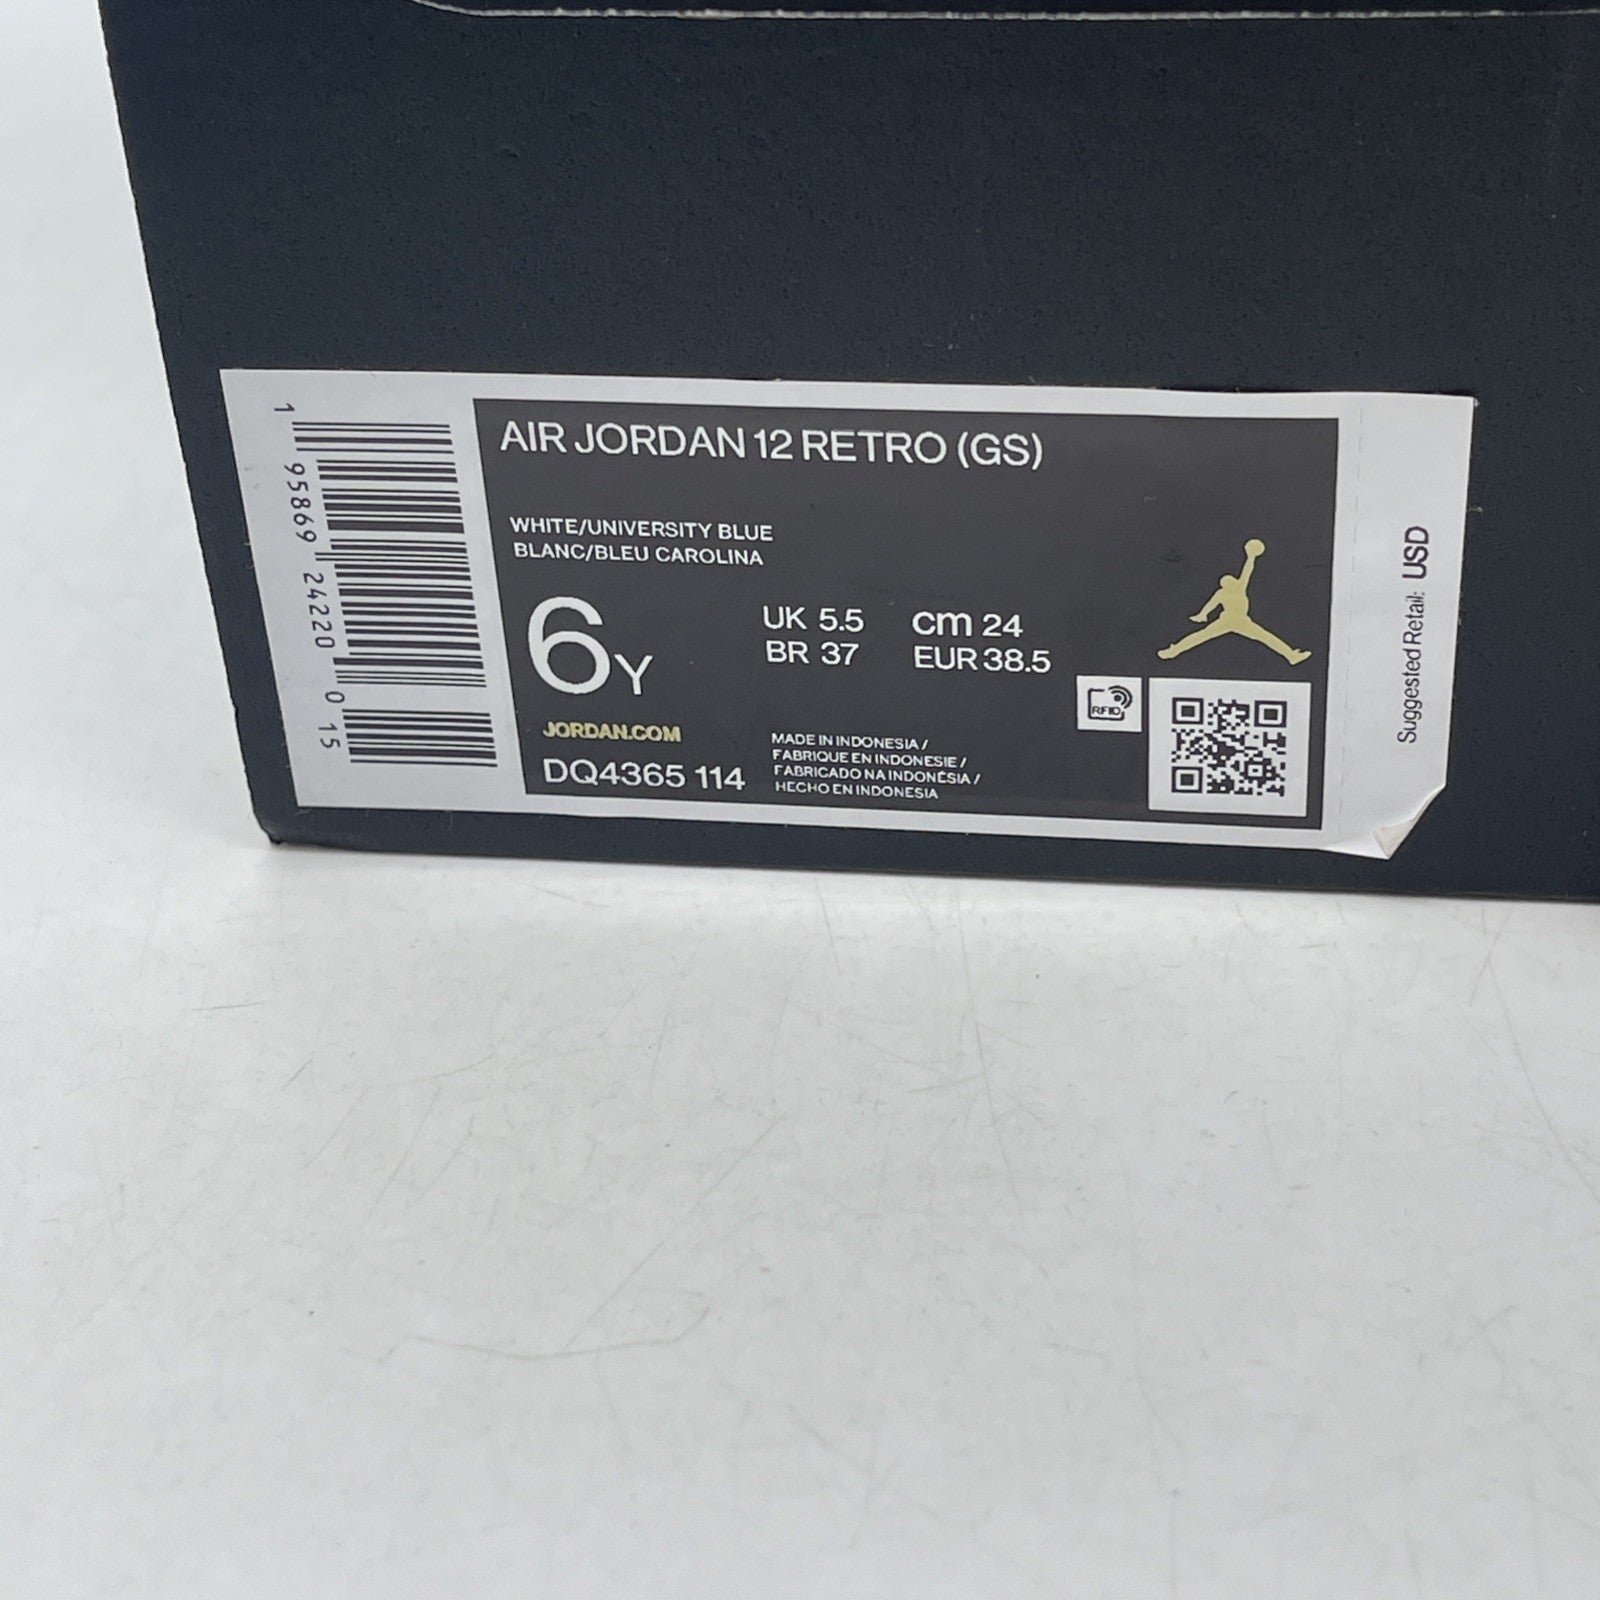 AIR JORDAN 12 RETRO (GS)
WHITE/UNIVERSITY BLUE
BLANC/BLEU CAROLINA
6Y
UK 5.5
BR 37
cm 24
EUR 38.5
JORDAN.COM
DQ4365 114
MADE IN INDONESIA /
FABRIQUE EN INDONESIE /
FABRICADO NA INDONÉSIA /
HECHO EN INDONESIA
RFID
1 95869 24220 0 15
Suggested Retail: USD